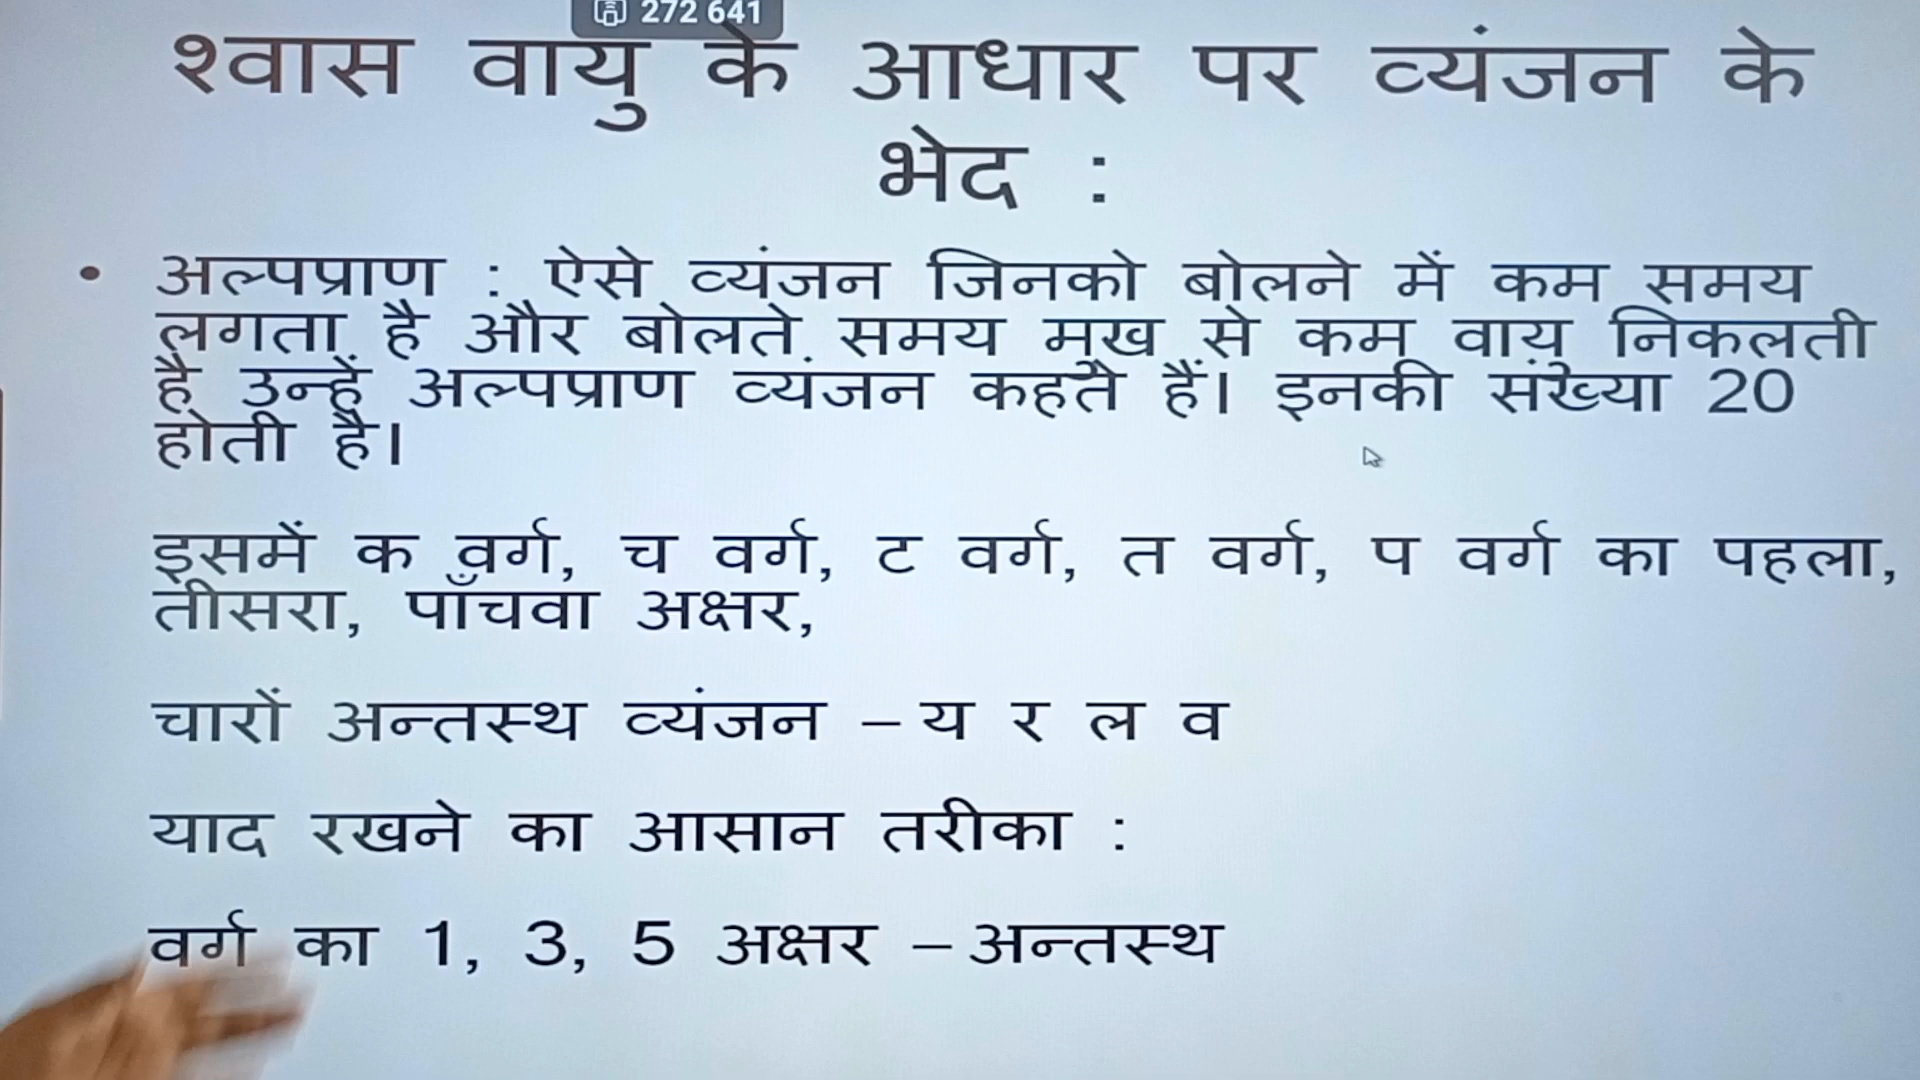 272 641
श्वास वायु के आधार पर व्यंजन के
भेद :
• अल्पप्राण : ऐसे व्यंजन जिनको बोलने में कम समय
लगता है और बोलते समय मुख से कम वायु निकलती
है उन्हें अल्पप्राण व्यंजन कहते हैं। इनकी संख्या 20
होती है।
इसमें क वर्ग, च वर्ग, ट वर्ग, त वर्ग, प वर्ग का पहला,
तीसरा, पाँचवा अक्षर,
चारों अन्तस्थ व्यंजन – य र ल व
याद रखने का आसान तरीका :
वर्ग का 1, 3, 5 अक्षर – अन्तस्थ